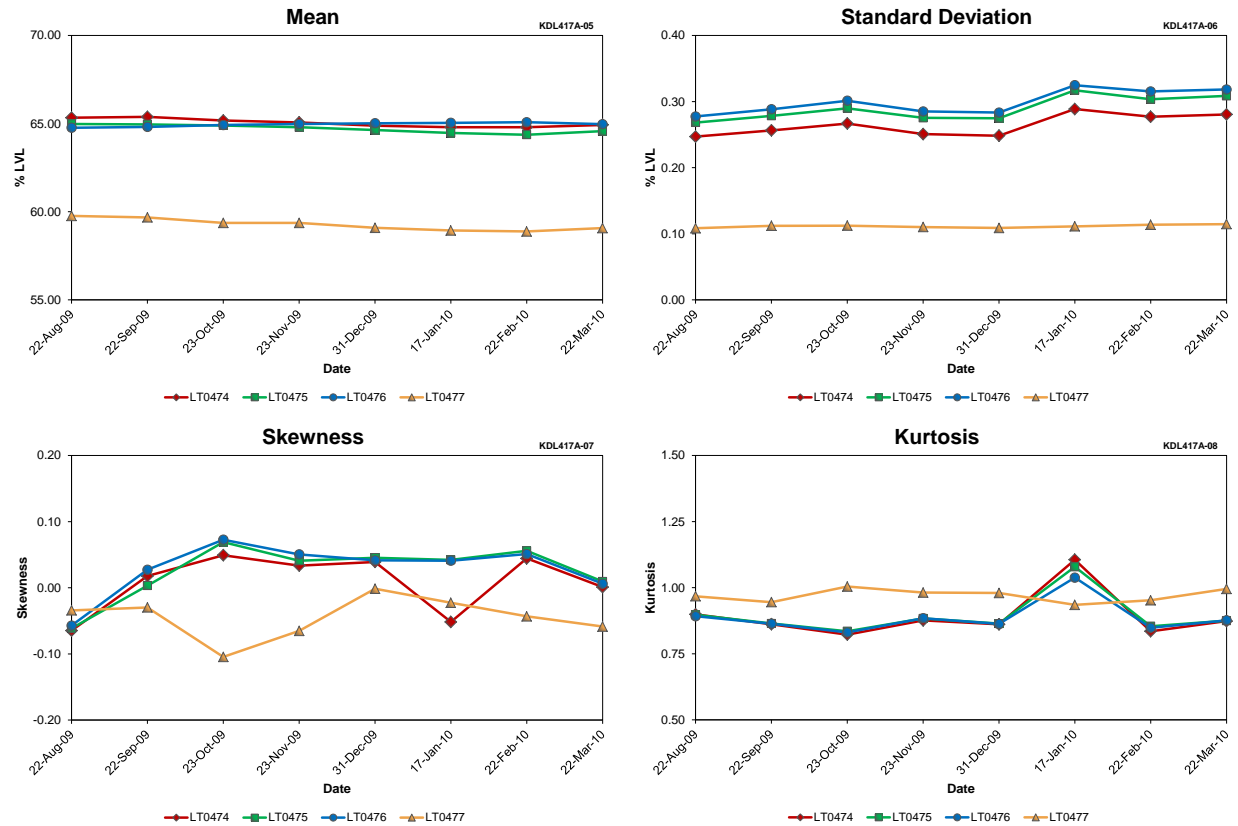 Mean
KDL417A-05
70.00
65.00
60.00
55.00
% LVL
22-Aug-09
22-Sep-09
23-Oct-09
23-Nov-09
31-Dec-09
17-Jan-10
22-Feb-10
22-Mar-10
Date
LT0474 LT0475 LT0476 LT0477
Standard Deviation
KDL417A-06
0.40
0.30
0.20
0.10
0.00
% LVL
22-Aug-09
22-Sep-09
23-Oct-09
23-Nov-09
31-Dec-09
17-Jan-10
22-Feb-10
22-Mar-10
Date
LT0474 LT0475 LT0476 LT0477
Skewness
KDL417A-07
0.20
0.10
0.00
-0.10
-0.20
Skewness
22-Aug-09
22-Sep-09
23-Oct-09
23-Nov-09
31-Dec-09
17-Jan-10
22-Feb-10
22-Mar-10
Date
LT0474 LT0475 LT0476 LT0477
Kurtosis
KDL417A-08
1.50
1.25
1.00
0.75
0.50
Kurtosis
22-Aug-09
22-Sep-09
23-Oct-09
23-Nov-09
31-Dec-09
17-Jan-10
22-Feb-10
22-Mar-10
Date
LT0474 LT0475 LT0476 LT0477